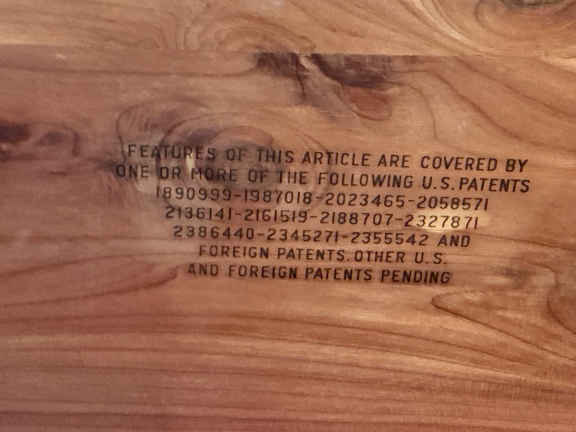 FEATURES OF THIS ARTICLE ARE COVERED BY
ONE OR MORE OF THE FOLLOWING U.S. PATENTS
1890999-1987018-2023465-2058571
2136141-2161519-2188707-2327871
2386440-2345271-2355542 AND
FOREIGN PATENTS. OTHER U.S.
AND FOREIGN PATENTS PENDING